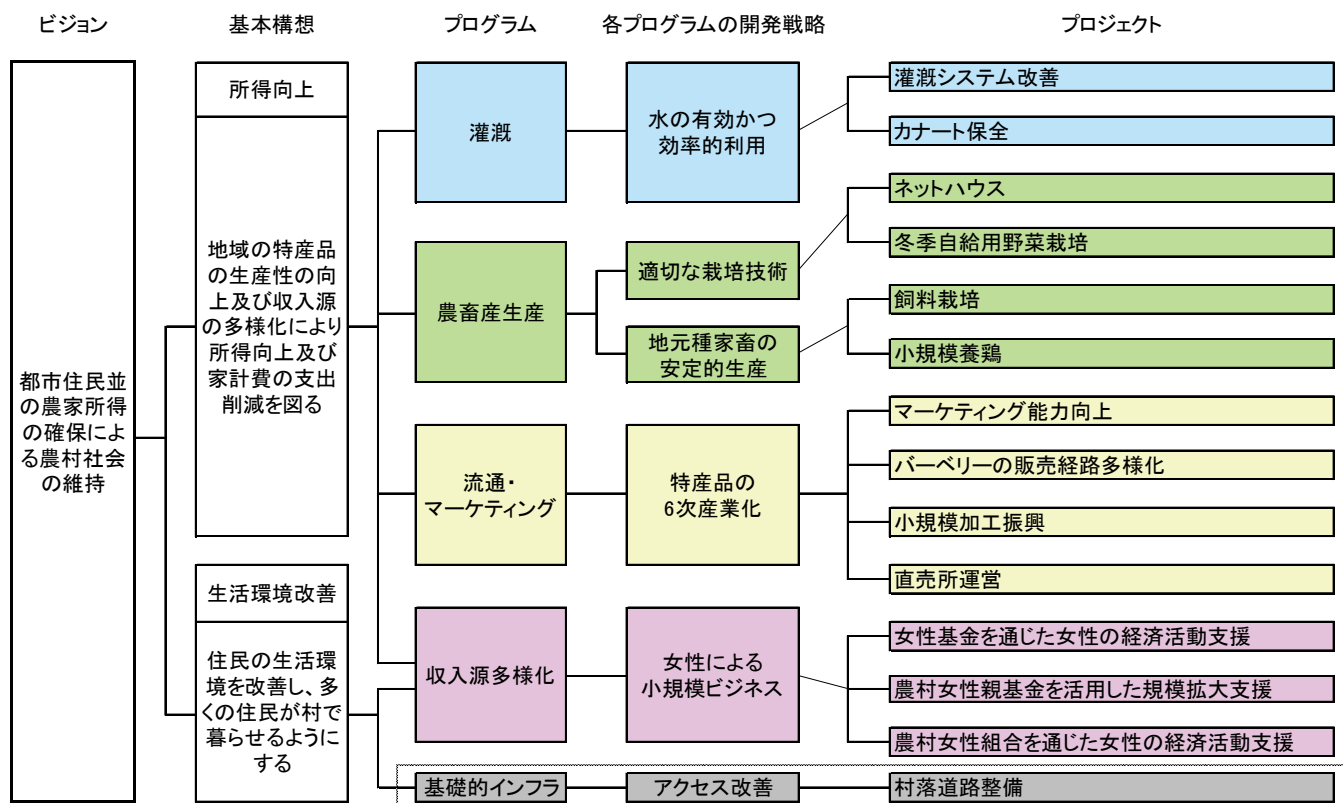 ビジョン
基本構想
プログラム
各プログラムの開発戦略
プロジェクト
都市住民並
の農家所得
の確保によ
る農村社会
の維持
所得向上
地域の特産品
の生産性の向
上及び収入源
の多様化により
所得向上及び
家計費の支出
削減を図る
生活環境改善
住民の生活環
境を改善し、多
くの住民が村で
暮らせるように
する
灌漑
水の有効かつ
効率的利用
灌漑システム改善
カナート保全
農畜産生産
適切な栽培技術
ネットハウス
冬季自給用野菜栽培
地元種家畜の
安定的生産
飼料栽培
小規模養鶏
流通・
マーケティング
特産品の
6次産業化
マーケティング能力向上
バーベリーの販売経路多様化
小規模加工振興
直売所運営
収入源多様化
女性による
小規模ビジネス
女性基金を通じた女性の経済活動支援
農村女性親基金を活用した規模拡大支援
農村女性組合を通じた女性の経済活動支援
基礎的インフラ
アクセス改善
村落道路整備